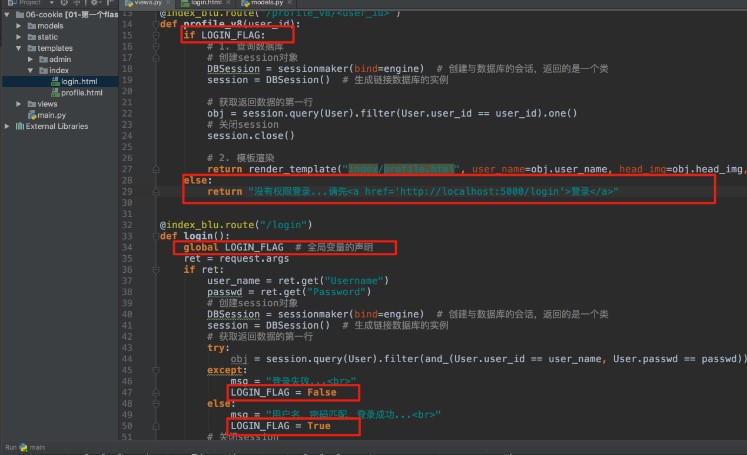 Project
views.py
login.html
models.py
06-cookie [01-第一个flas
models
static
templates
admin
index
login.html
profile.html
views
main.py
External Libraries
13 @index_blu.route("/profile_v8/<user_id>")
14 def profile_v8(user_id):
15 if LOGIN_FLAG:
16 # 1. 查询数据库
17 # 创建session对象
18 DBSession = sessionmaker(bind=engine) # 创建与数据库的会话，返回的是一个类
19 session = DBSession() # 生成链接数据库的实例
20
21 # 获取返回数据的第一行
22 obj = session.query(User).filter(User.user_id == user_id).one()
23 # 关闭session
24 session.close()
25
26 # 2. 模板渲染
27 return render_template("index/profile.html", user_name=obj.user_name, head_img=obj.head_img,
28 else:
29 return "没有权限登录...请先<a href='http://localhost:5000/login'>登录</a>"
30
31
32 @index_blu.route("/login")
33 def login():
34 global LOGIN_FLAG # 全局变量的声明
35 ret = request.args
36 if ret:
37 user_name = ret.get("Username")
38 passwd = ret.get("Password")
39 # 创建session对象
40 DBSession = sessionmaker(bind=engine) # 创建与数据库的会话，返回的是一个类
41 session = DBSession() # 生成链接数据库的实例
42 # 获取返回数据的第一行
43 try:
44 obj = session.query(User).filter(and_(User.user_id == user_name, User.passwd == passwd))
45 except:
46 msg = "登录失败...<br>"
47 LOGIN_FLAG = False
48 else:
49 msg = "用户名、密码匹配，登录成功...<br>"
50 LOGIN_FLAG = True
51 # 关闭session
Run main